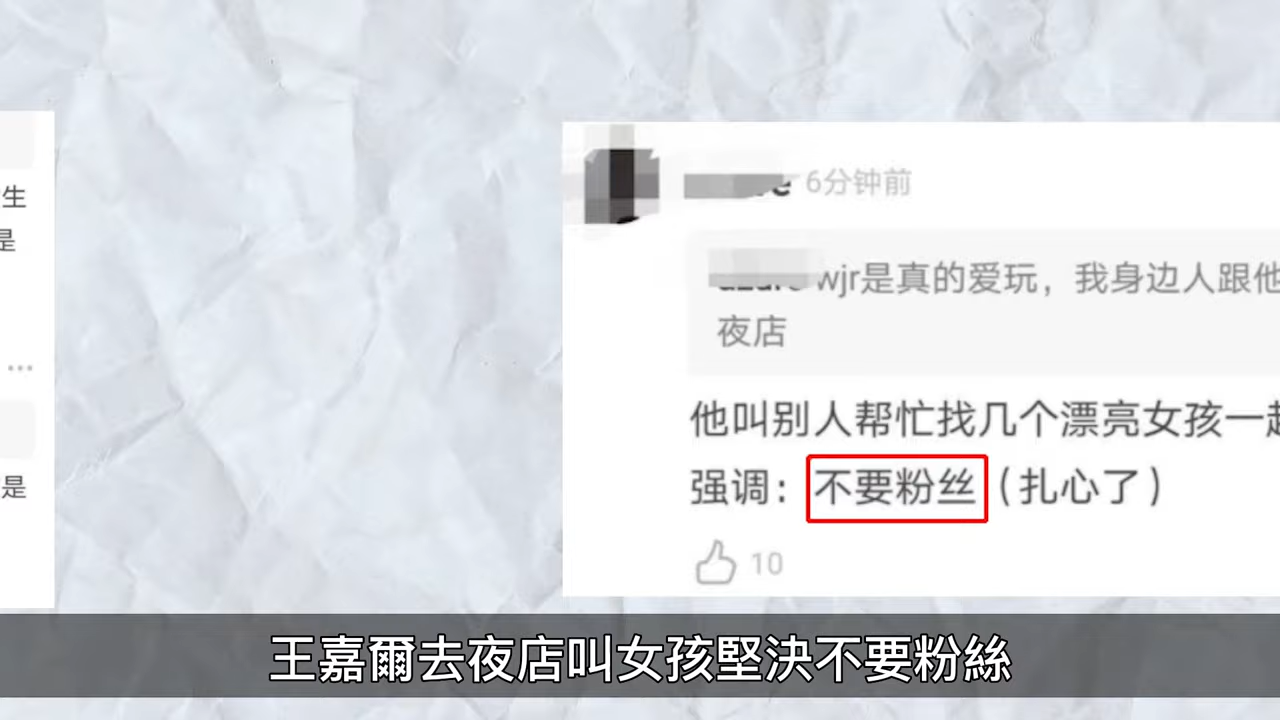 生
是
...
是
6分钟前
wjr是真的爱玩，我身边人跟他
夜店
他叫别人帮忙找几个漂亮女孩一起
强调：不要粉丝（扎心了）
10
王嘉爾去夜店叫女孩堅決不要粉絲